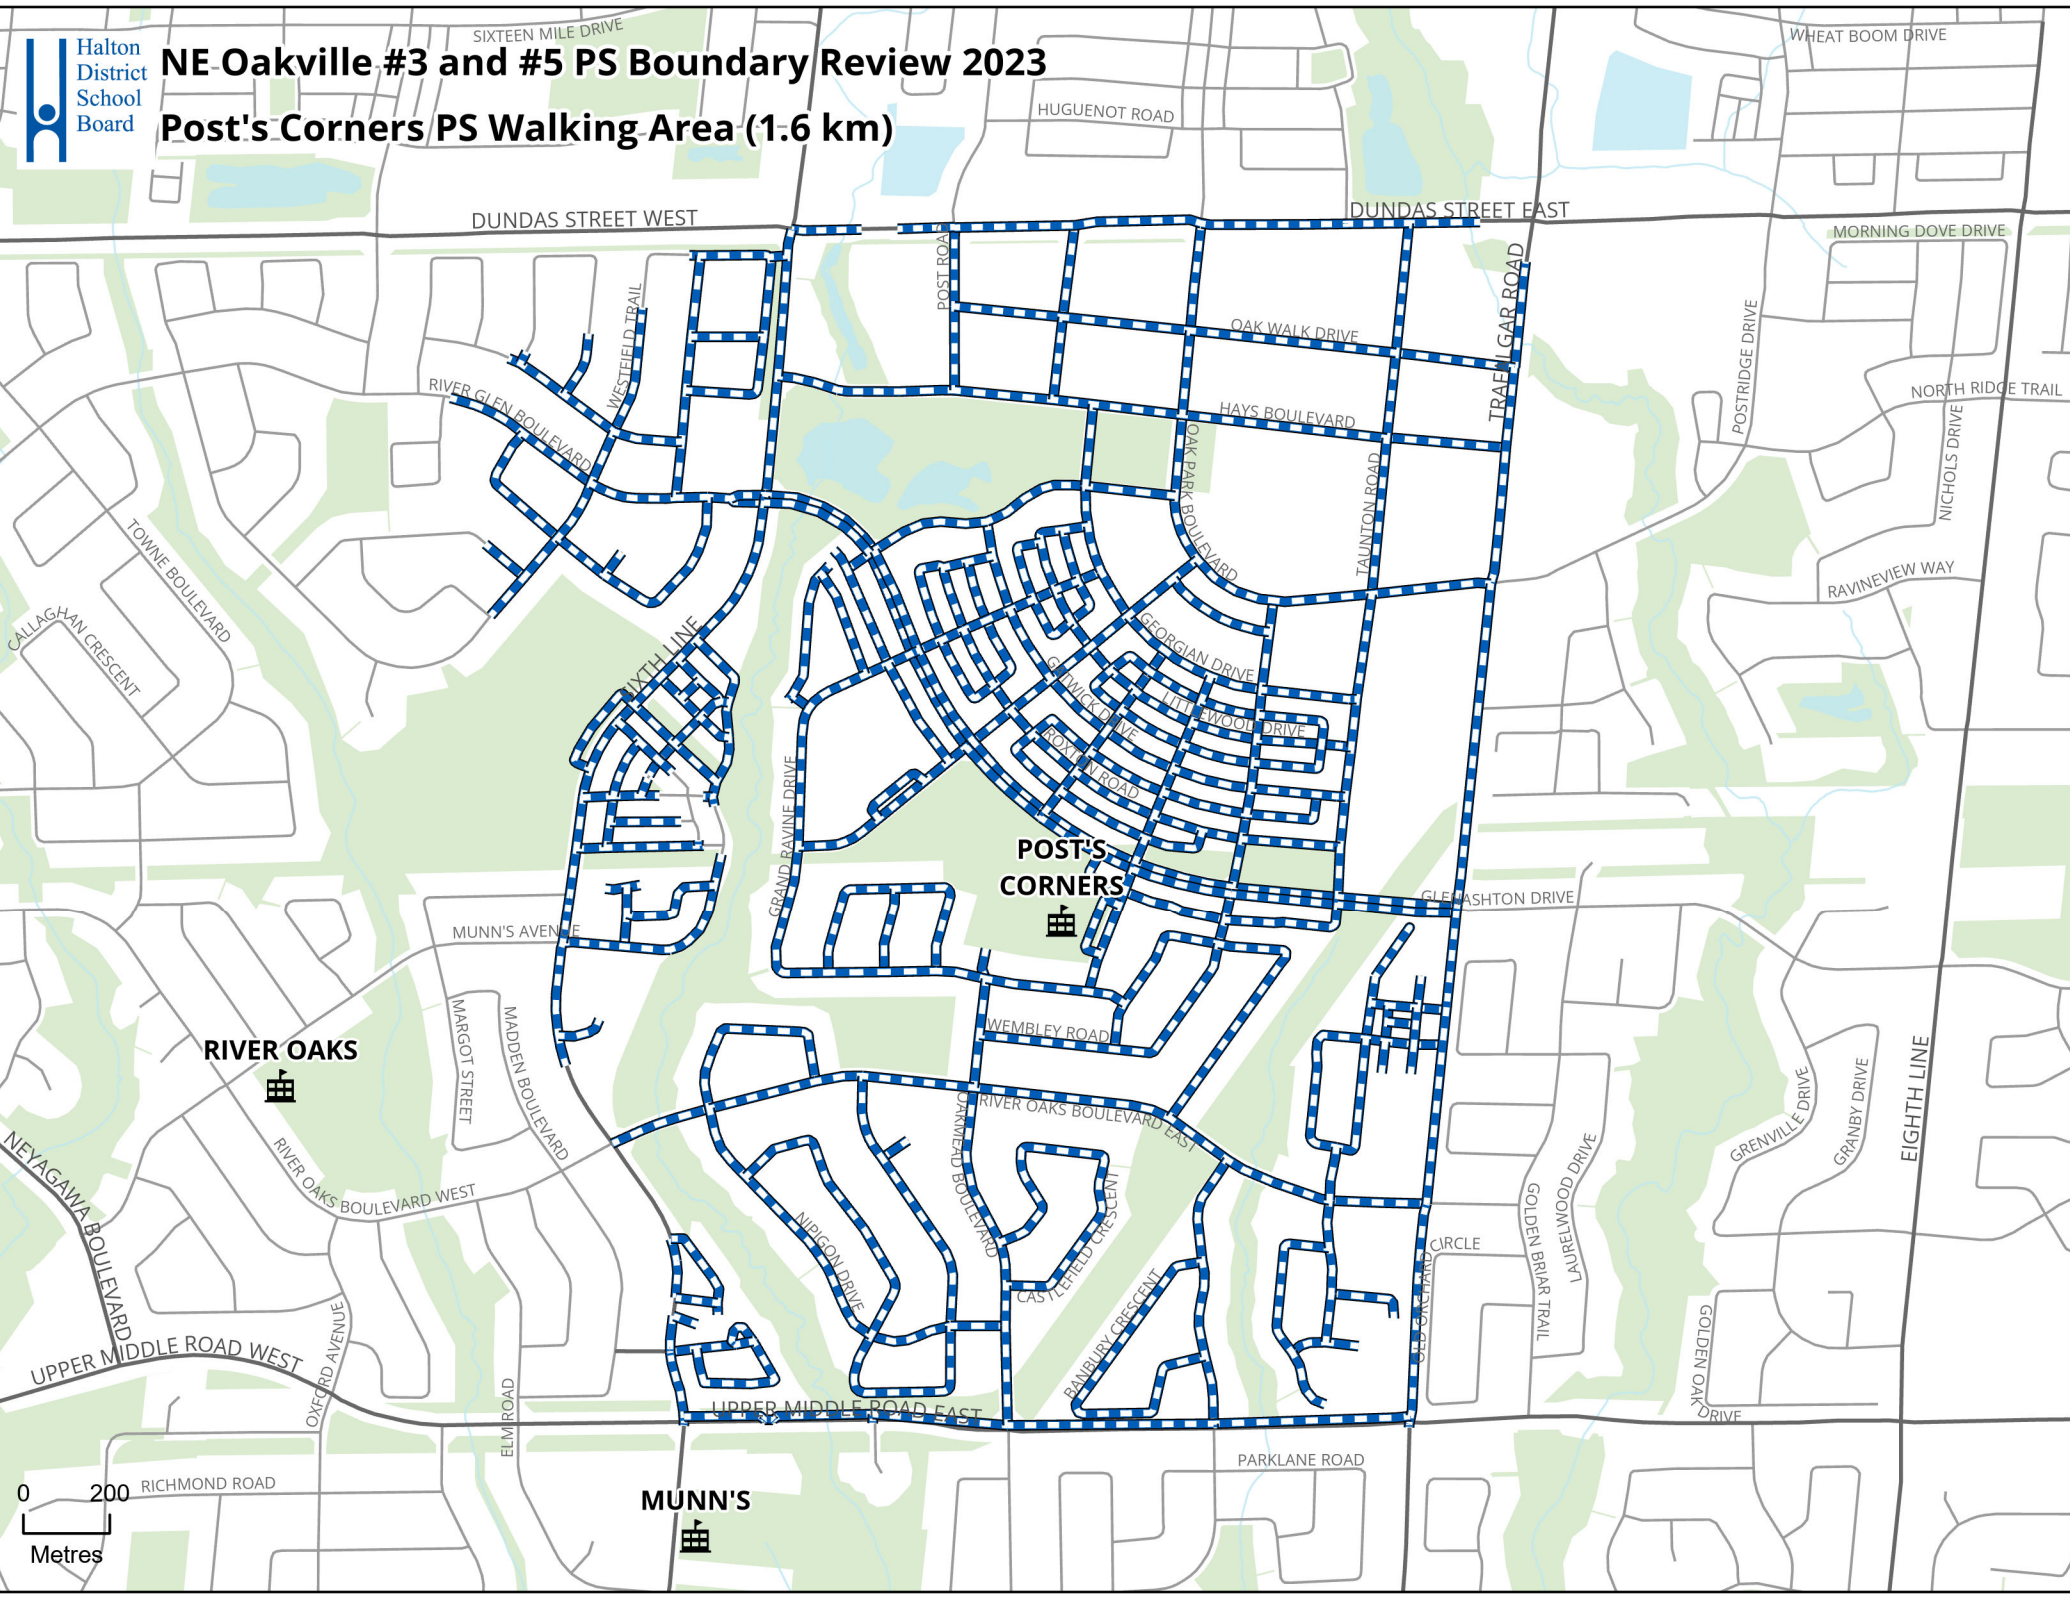 SIXTEEN MILE DRIVE
WHEAT BOOM DRIVE
Halton
District
School
Board
NE Oakville #3 and #5 PS Boundary Review 2023
Post's Corners PS Walking Area (1.6 km)
HUGUENOT ROAD
DUNDAS STREET WEST
DUNDAS STREET EAST
MORNING DOVE DRIVE
POST ROAD
TRAFALGAR ROAD
WESTFIELD TRAIL
OAK WALK DRIVE
POSTRIDGE DRIVE
RIVER GLEN BOULEVARD
HAYS BOULEVARD
NORTH RIDGE TRAIL
NICHOLS DRIVE
OAK PARK BOULEVARD
TAUNTON ROAD
TOWNE BOULEVARD
RAVINEVIEW WAY
CALLAGHAN CRESCENT
SIXTH LINE
GEORGIAN DRIVE
GATWICK DRIVE
LITTLEWOOD DRIVE
ROXTON ROAD
GRAND RAVINE DRIVE
POST'S
CORNERS
GLENASHTON DRIVE
MUNN'S AVENUE
MARGOT STREET
MADDEN BOULEVARD
WEMBLEY ROAD
RIVER OAKS
EIGHTH LINE
GRENVILLE DRIVE
GRANBY DRIVE
RIVER OAKS BOULEVARD EAST
OAKMEAD BOULEVARD
NEYAGAWA BOULEVARD
RIVER OAKS BOULEVARD WEST
CASTLEFIELD CRESCENT
NIPIGON DRIVE
GOLDEN BRIAR TRAIL
LAURELWOOD DRIVE
OLD ORCHARD
CIRCLE
BANBURY CRESCENT
GOLDEN OAK
DRIVE
UPPER MIDDLE ROAD WEST
OXFORD AVENUE
ELM ROAD
UPPER MIDDLE ROAD EAST
PARKLANE ROAD
RICHMOND ROAD
MUNN'S
0 200
Metres